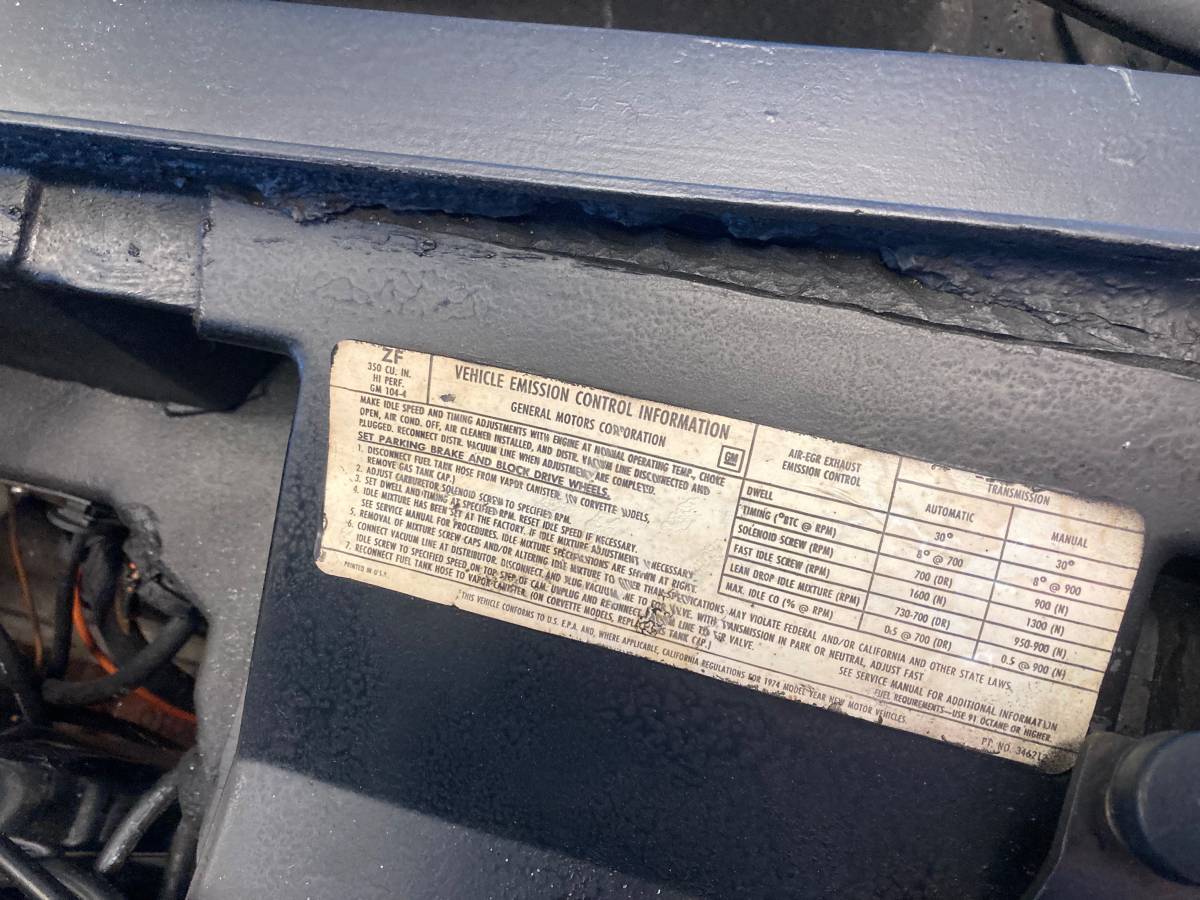 ZF
350 CU. IN.
HI PERF.
GM 104-4
VEHICLE EMISSION CONTROL INFORMATION
GENERAL MOTORS CORPORATION
GM
MAKE IDLE SPEED AND TIMING ADJUSTMENTS WITH ENGINE AT NORMAL OPERATING TEMP., CHOKE
OPEN, AIR COND. OFF, AIR CLEANER INSTALLED, AND DISTR. VACUUM LINE DISCONNECTED AND
PLUGGED. RECONNECT DISTR. VACUUM LINE WHEN ADJUSTMENTS ARE COMPLETED.
SET PARKING BRAKE AND BLOCK DRIVE WHEELS.
1. DISCONNECT FUEL TANK HOSE FROM VAPOR CANISTER. (ON CORVETTE MODELS,
REMOVE GAS TANK CAP.)
2. ADJUST CARBURETOR SOLENOID SCREW TO SPECIFIED RPM.
3. SET DWELL AND TIMING AT SPECIFIED RPM. RESET IDLE SPEED IF NECESSARY.
4. IDLE MIXTURE HAS BEEN SET AT THE FACTORY. IF IDLE MIXTURE ADJUSTMENT IS NECESSARY
SEE SERVICE MANUAL FOR PROCEDURES. IDLE MIXTURE SPECIFICATIONS ARE SHOWN AT RIGHT.
5. REMOVAL OF MIXTURE SCREW CAPS AND/OR ALTERING IDLE MIXTURE TO OTHER THAN SPECIFICATIONS MAY VIOLATE FEDERAL AND/OR CALIFORNIA AND OTHER STATE LAWS.
6. CONNECT VACUUM LINE AT DISTRIBUTOR. DISCONNECT AND PLUG VACUUM LINE TO VALVE. WITH TRANSMISSION IN PARK OR NEUTRAL, ADJUST FAST
IDLE SCREW TO SPECIFIED SPEED ON TOP STEP OF CAM. UNPLUG AND RECONNECT LINE TO VALVE.
7. RECONNECT FUEL TANK HOSE TO VAPOR CANISTER. (ON CORVETTE MODELS, REPLACE GAS TANK CAP.)
SEE SERVICE MANUAL FOR ADDITIONAL INFORMATION
FUEL REQUIREMENTS—USE 91 OCTANE OR HIGHER.
PRINTED IN U.S.
THIS VEHICLE CONFORMS TO U.S. E.P.A. AND, WHERE APPLICABLE, CALIFORNIA REGULATIONS FOR 1974 MODEL YEAR NEW MOTOR VEHICLES.
PT. NO.
AIR-EGR EXHAUST
EMISSION CONTROL
TRANSMISSION
AUTOMATIC MANUAL
DWELL 30° 30°
TIMING (°BTC @ RPM) 8° @ 700 8° @ 900
SOLENOID SCREW (RPM) 700 (DR) 900 (N)
FAST IDLE SCREW (RPM) 1600 (N) 1300 (N)
LEAN DROP IDLE MIXTURE (RPM) 730-700 (DR) 950-900 (N)
MAX. IDLE CO (% @ RPM) 0.5 @ 700 (DR) 0.5 @ 900 (N)